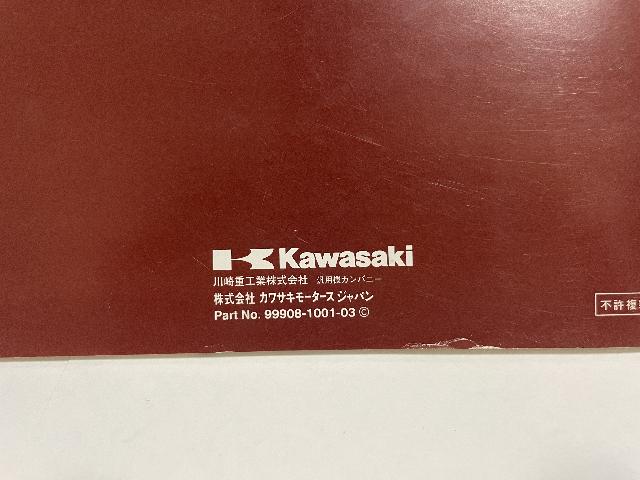 Kawasaki
川崎重工業株式会社 汎用機カンパニー
株式会社 カワサキモータース ジャパン
Part No. 99908-1001-03 ©
不許複